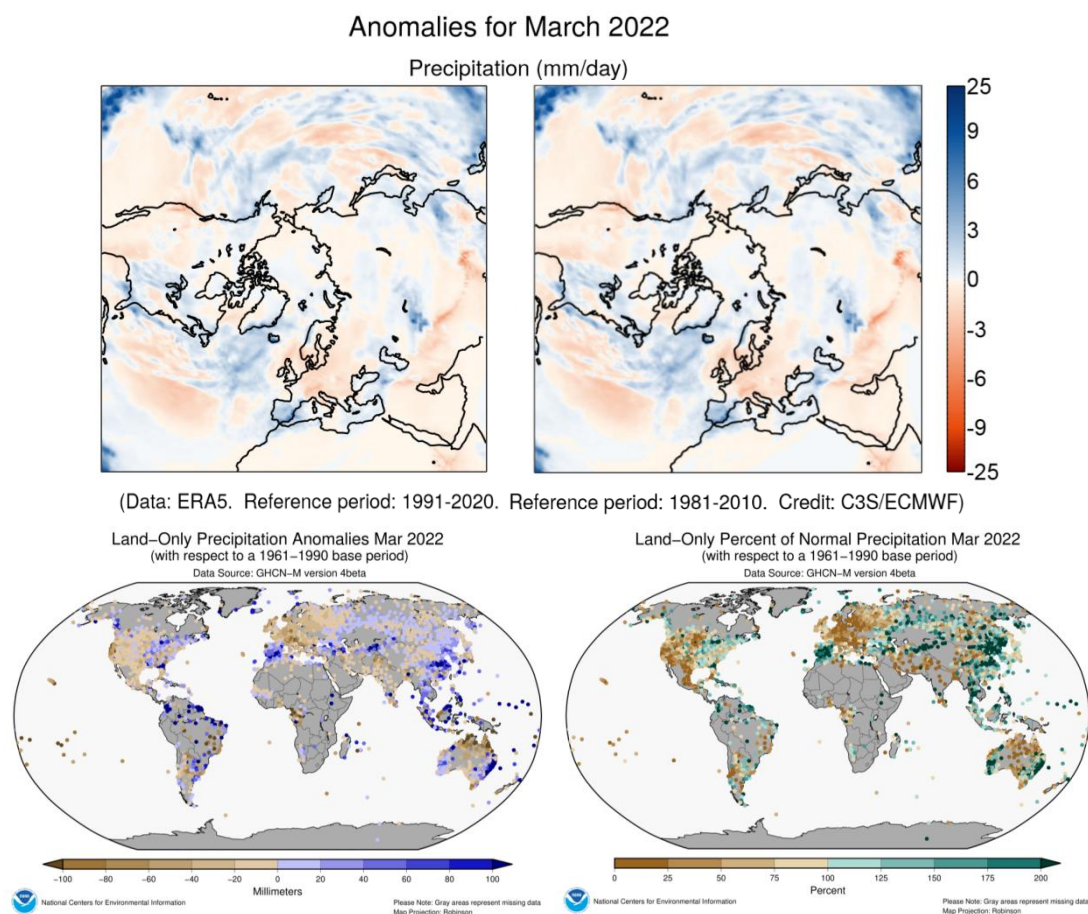 Anomalies for March 2022
Precipitation (mm/day)
25
9
6
3
0
-3
-6
-9
-25
(Data: ERA5. Reference period: 1991-2020. Reference period: 1981-2010. Credit: C3S/ECMWF)
Land–Only Precipitation Anomalies Mar 2022
(with respect to a 1961–1990 base period)
Data Source: GHCN–M version 4beta
−100 −80 −60 −40 −20 0 20 40 60 80 100
Millimeters
National Centers for Environmental Information
Please Note: Gray areas represent missing data
Map Projection: Robinson
Land–Only Percent of Normal Precipitation Mar 2022
(with respect to a 1961–1990 base period)
Data Source: GHCN–M version 4beta
0 25 50 75 100 125 150 175 200
Percent
National Centers for Environmental Information
Please Note: Gray areas represent missing data
Map Projection: Robinson